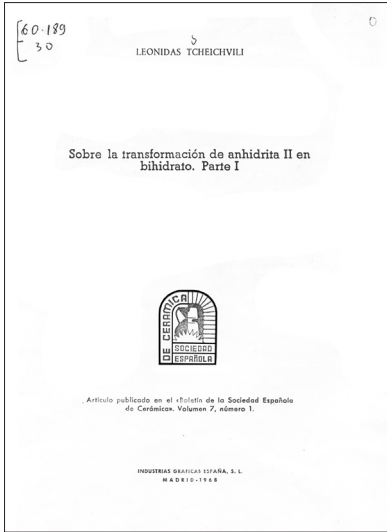 60-189
30
LEONIDAS TCHEICHVILI
Sobre la transformación de anhidrita II en
bihidrato. Parte I
DE CERAMICA
SOCIEDAD
ESPAÑOLA
Artículo publicado en el «Boletín de la Sociedad Española
de Cerámica». Volumen 7, número 1.
INDUSTRIAS GRAFICAS ESPAÑA, S. L.
MADRID-1968